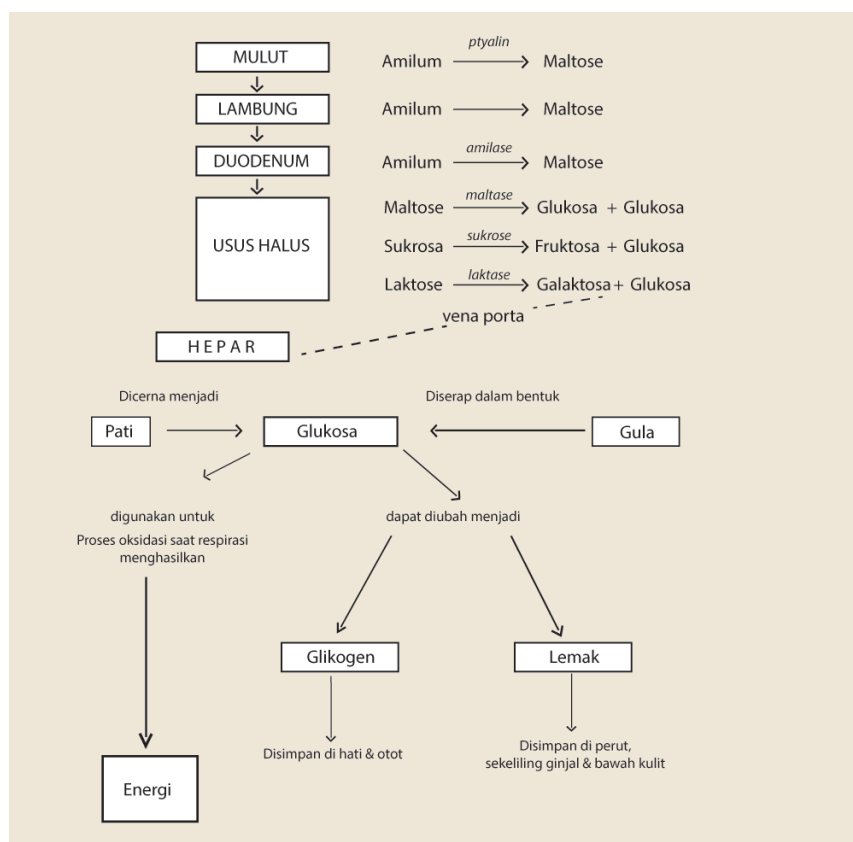 ptyalin
MULUT
Amilum
Maltose
LAMBUNG
Amilum
Maltose
amilase
DUODENUM
Amilum
Maltose
maltase
Maltose
Glukosa + Glukosa
USUS HALUS
sukrose
Sukrosa
Fruktosa + Glukosa
laktase
Laktose
Galaktosa + Glukosa
vena porta
HEPAR
Dicerna menjadi
Diserap dalam bentuk
Pati
Glukosa
Gula
digunakan untuk
Proses oksidasi saat respirasi
menghasilkan
dapat diubah menjadi
Glikogen
Lemak
Disimpan di hati & otot
Disimpan di perut,
sekeliling ginjal & bawah kulit
Energi